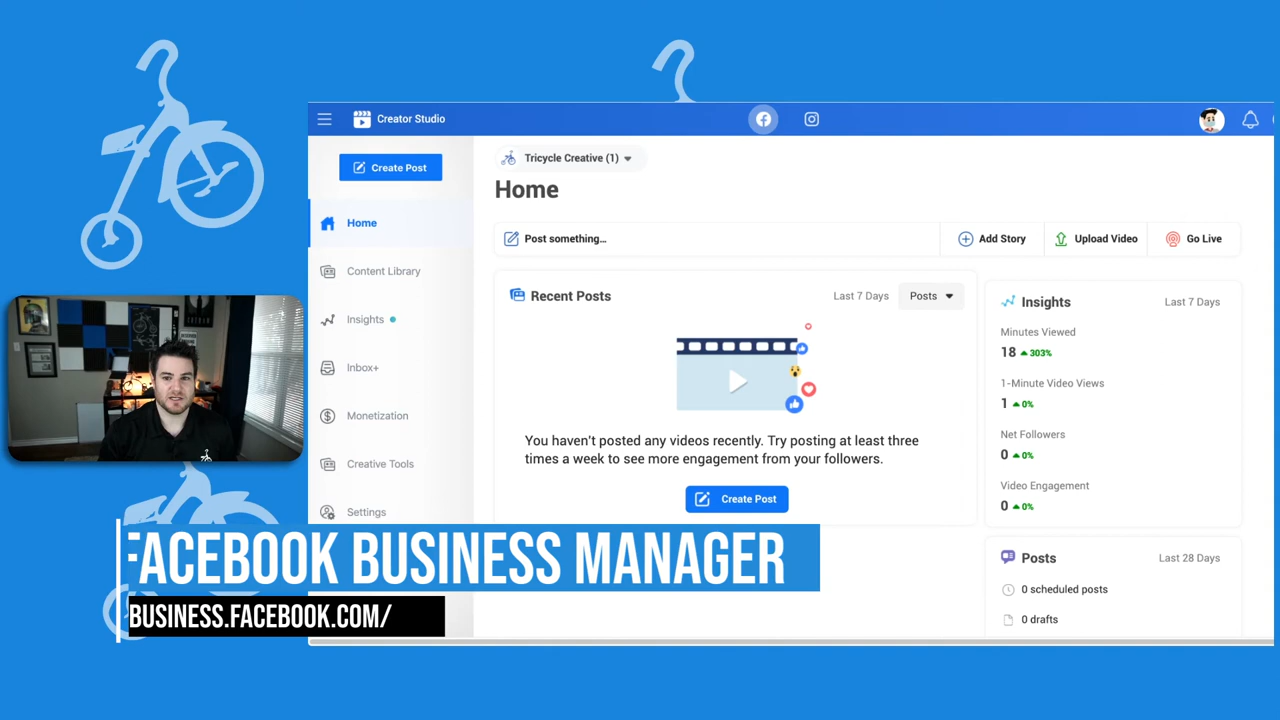 Creator Studio
Create Post
Tricycle Creative (1)
Home
Home
Post something...
Add Story
Upload Video
Go Live
Content Library
Insights
Inbox+
Monetization
Creative Tools
Settings
Recent Posts
Last 7 Days
Posts
You haven't posted any videos recently. Try posting at least three
times a week to see more engagement from your followers.
Create Post
Insights
Last 7 Days
Minutes Viewed
18 303%
1-Minute Video Views
1 0%
Net Followers
0 0%
Video Engagement
0 0%
Posts
Last 28 Days
0 scheduled posts
0 drafts
FACEBOOK BUSINESS MANAGER
BUSINESS.FACEBOOK.COM/